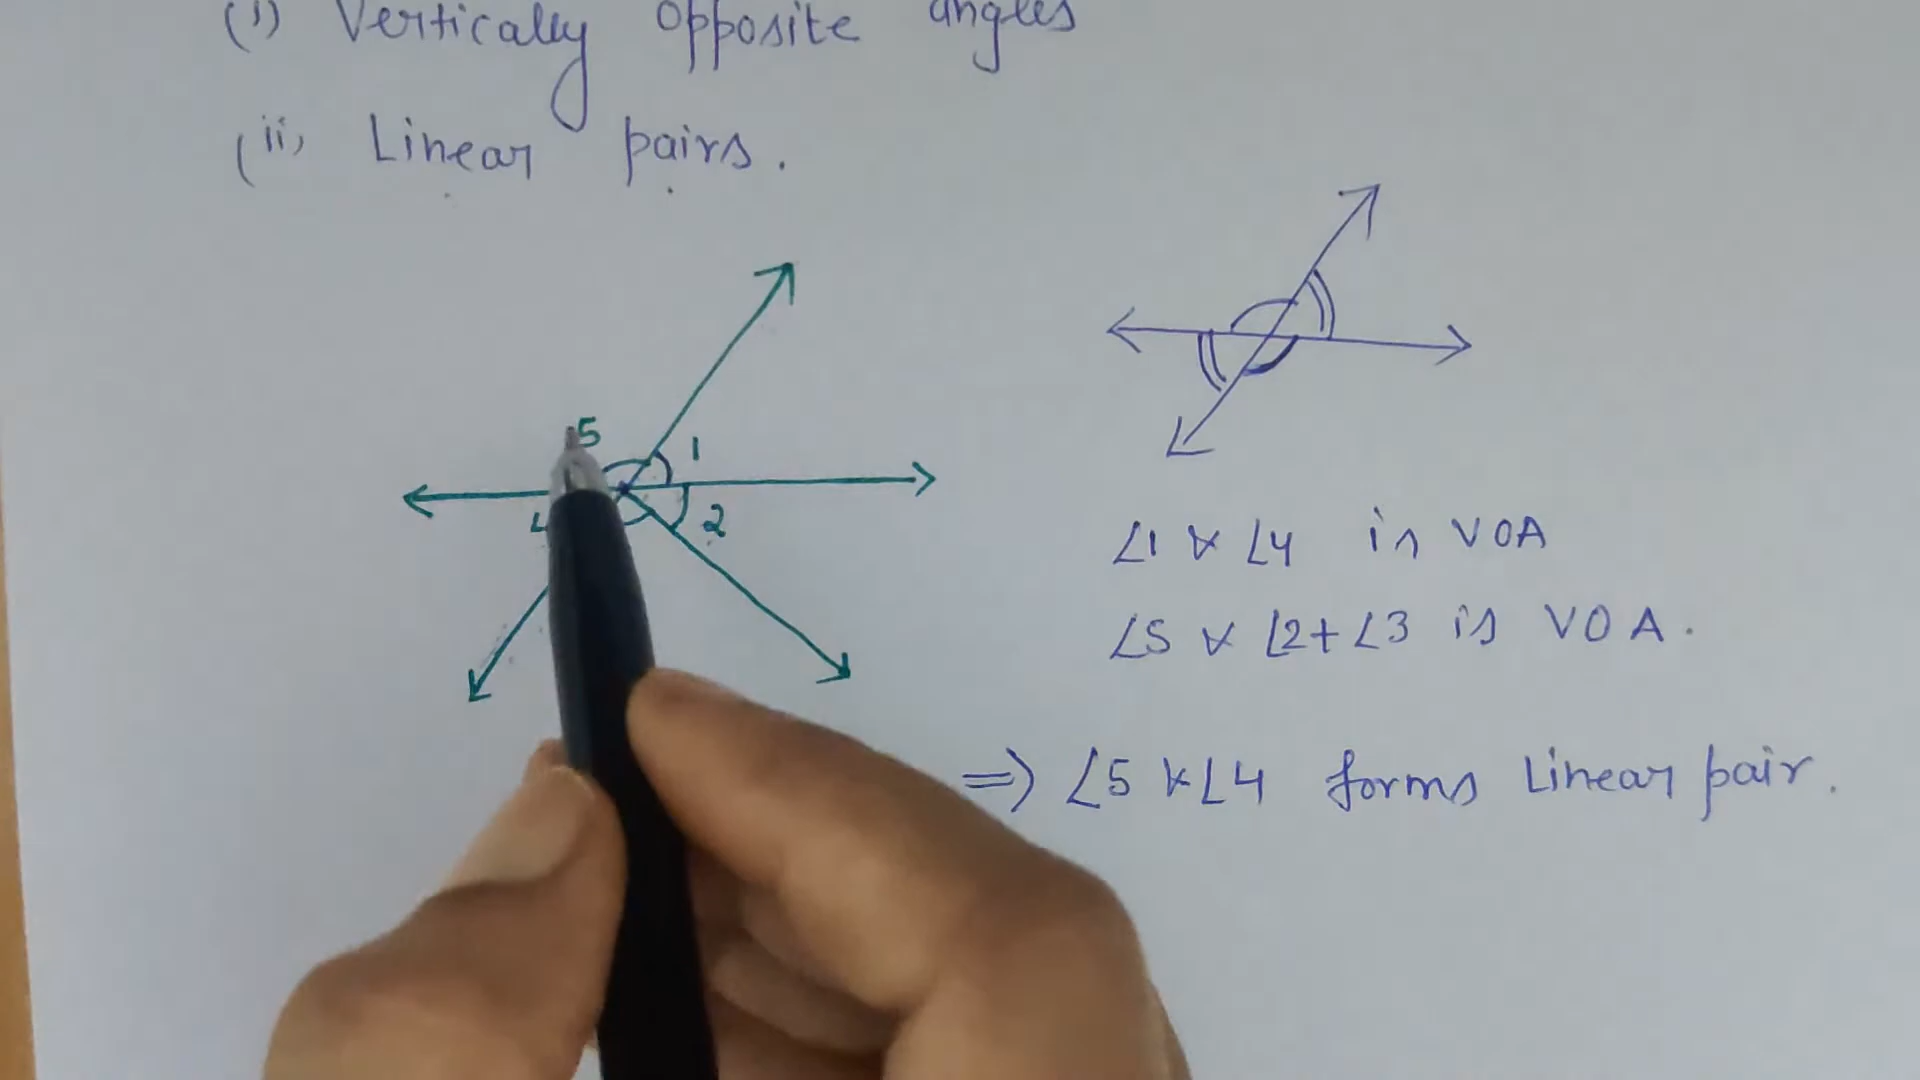 (i) Vertically opposite angles
(ii) Linear pairs.
5
1
4
2
∠1 & ∠4 is VOA
∠5 & ∠2+∠3 is VOA.
⇒ ∠5 & ∠4 forms Linear pair.